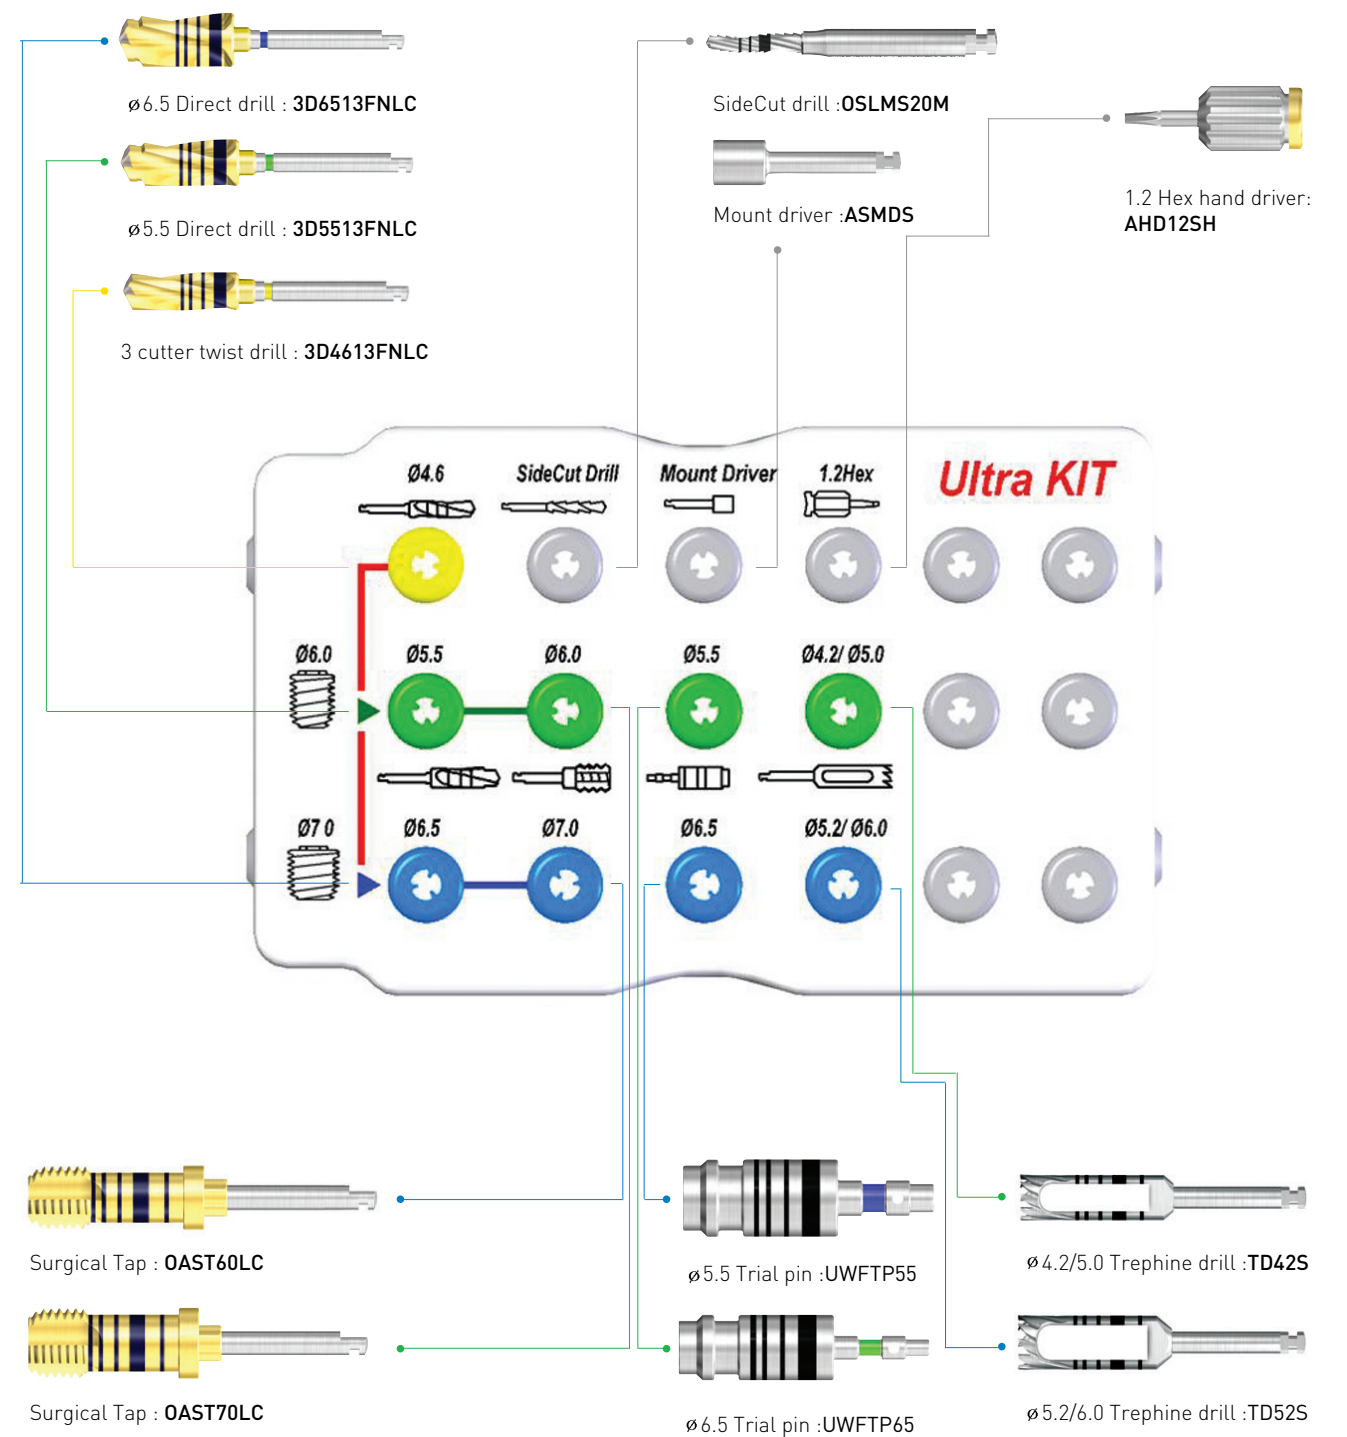 ø6.5 Direct drill : 3D6513FNLC
SideCut drill :OSLMS20M
ø5.5 Direct drill : 3D5513FNLC
Mount driver :ASMDS
1.2 Hex hand driver:
AHD12SH
3 cutter twist drill : 3D4613FNLC
Ø4.6
SideCut Drill
Mount Driver
1.2Hex
Ultra KIT
Ø6.0
Ø5.5
Ø6.0
Ø5.5
Ø4.2/ Ø5.0
Ø7 0
Ø6.5
Ø7.0
Ø6.5
Ø5.2/ Ø6.0
Surgical Tap : OAST60LC
ø5.5 Trial pin :UWFTP55
ø4.2/5.0 Trephine drill :TD42S
Surgical Tap : OAST70LC
ø6.5 Trial pin :UWFTP65
ø5.2/6.0 Trephine drill :TD52S